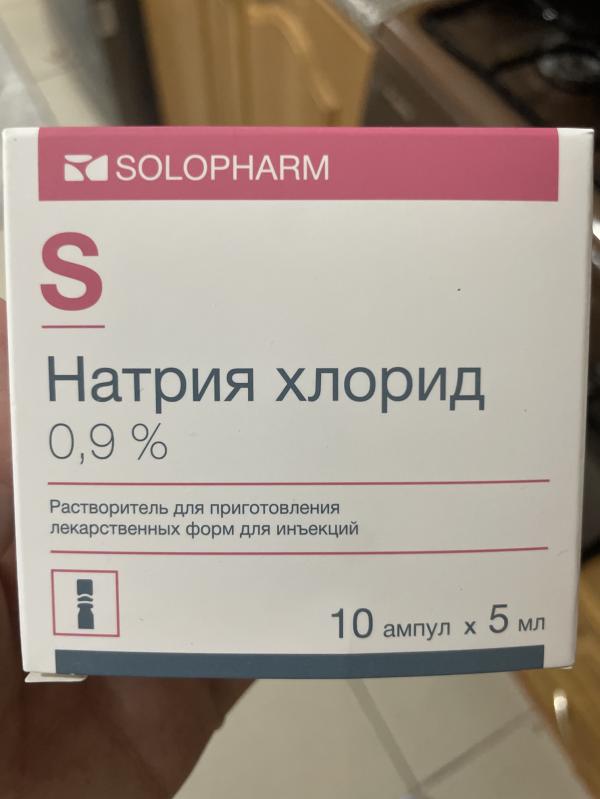 SOLOPHARM
S
Натрия хлорид
0,9 %
Растворитель для приготовления
лекарственных форм для инъекций
10 ампул x 5 мл